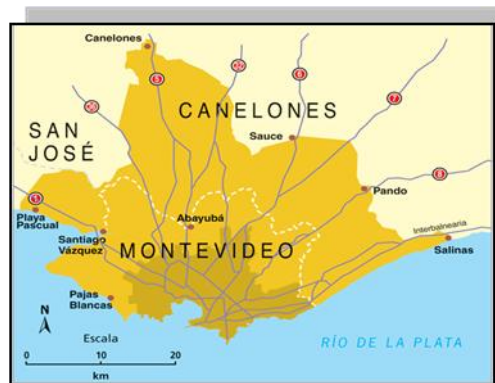 Canelones
5
6
7
CANELONES
SAN
JOSÉ
Sauce
8
Pando
1
Playa
Pascual
Abayubá
Santiago
Vázquez
MONTEVIDEO
Interbalnearia
Salinas
Pajas
Blancas
N
Escala
RÍO DE LA PLATA
0
10
20
km